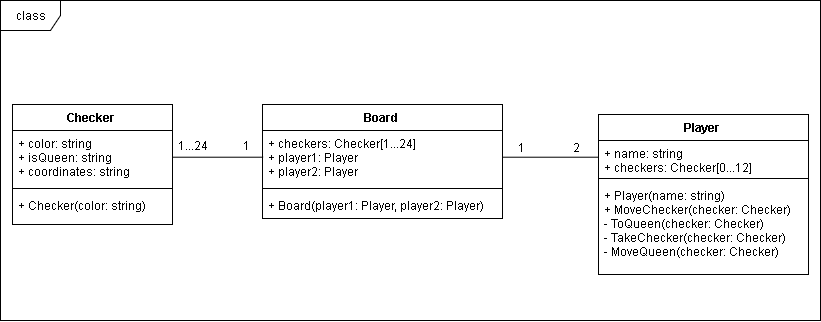 class
Checker
+ color: string
+ isQueen: string
+ coordinates: string
+ Checker(color: string)
1...24
1
Board
+ checkers: Checker[1...24]
+ player1: Player
+ player2: Player
+ Board(player1: Player, player2: Player)
1
2
Player
+ name: string
+ checkers: Checker[0...12]
+ Player(name: string)
+ MoveChecker(checker: Checker)
- ToQueen(checker: Checker)
- TakeChecker(checker: Checker)
- MoveQueen(checker: Checker)